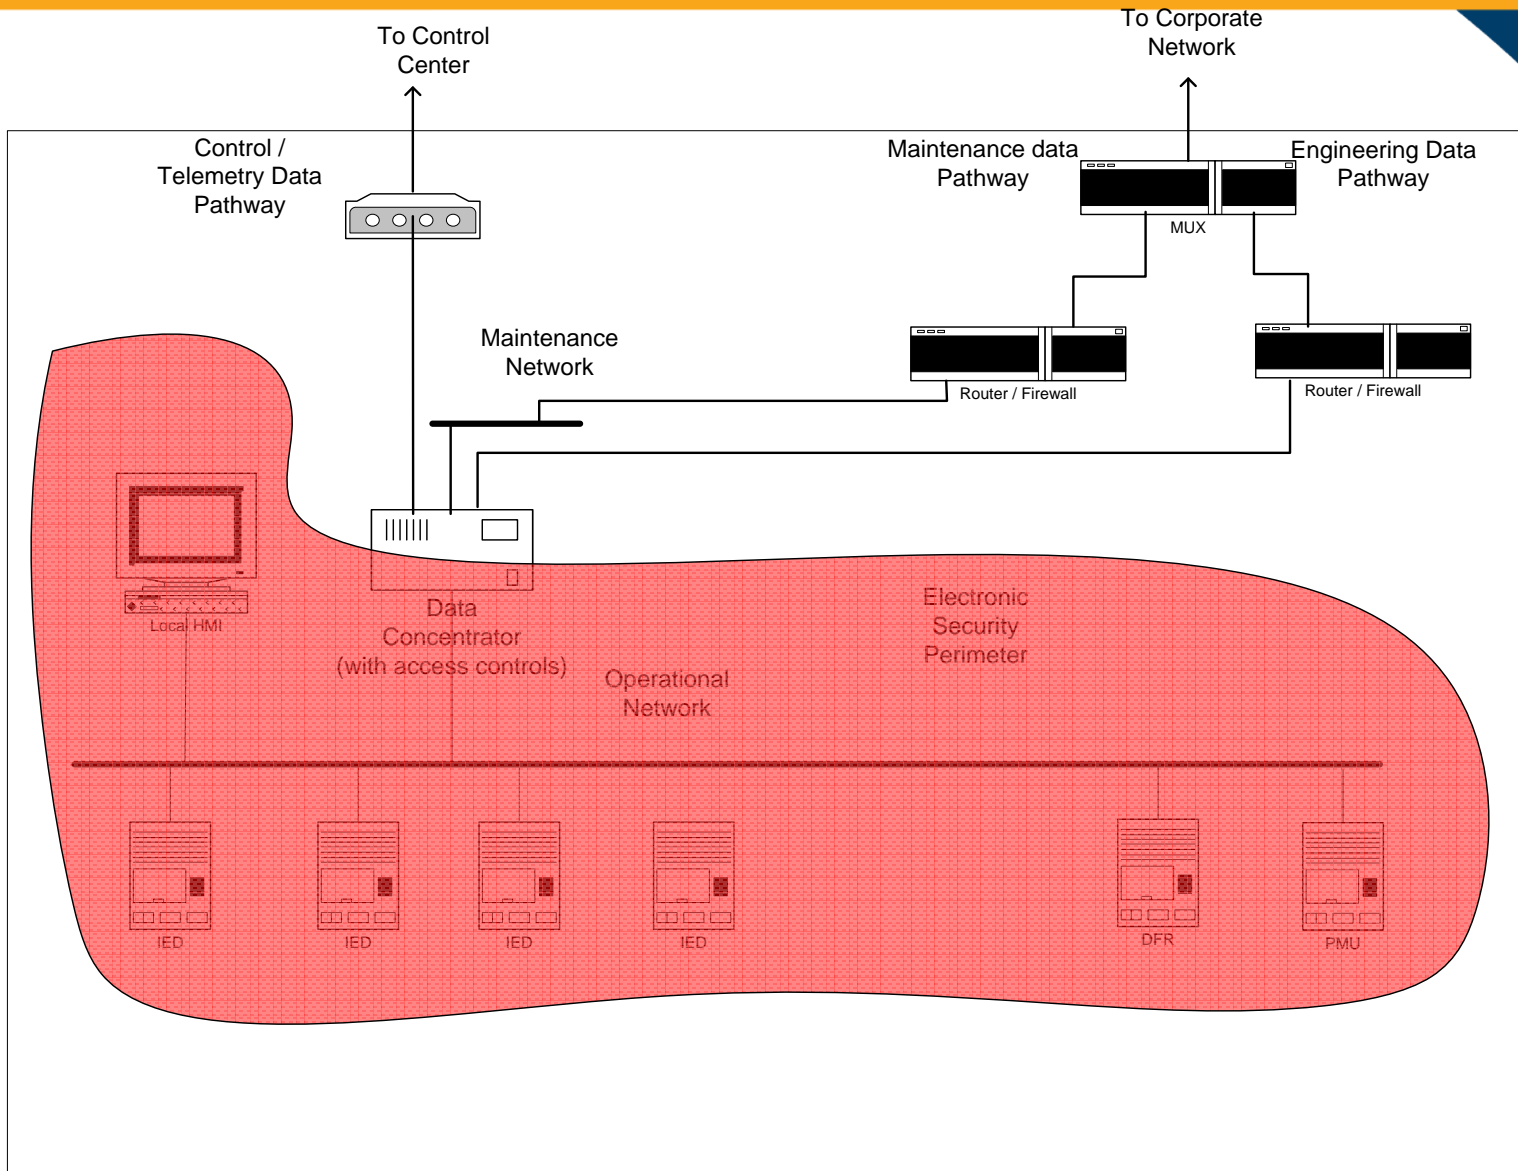 To Control
Center
To Corporate
Network
Control /
Telemetry Data
Pathway
Maintenance data
Pathway
Engineering Data
Pathway
MUX
Maintenance
Network
Router / Firewall
Router / Firewall
Local HMI
Data
Concentrator
(with access controls)
Electronic
Security
Perimeter
Operational
Network
IED
IED
IED
IED
DFR
PMU